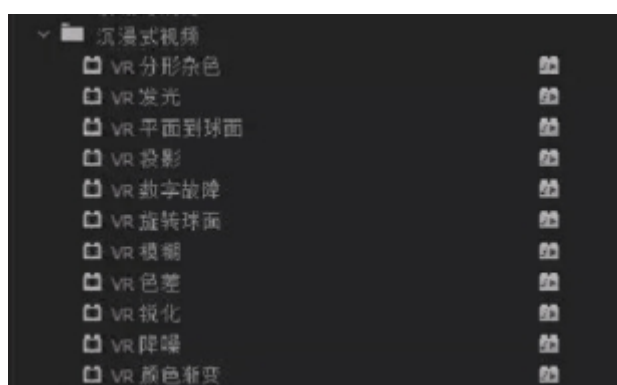 沉浸式视频
VR 分形杂色
VR 发光
VR 平面到球面
VR 投影
VR 数字故障
VR 旋转球面
VR 模糊
VR 色差
VR 锐化
VR 降噪
VR 颜色渐变